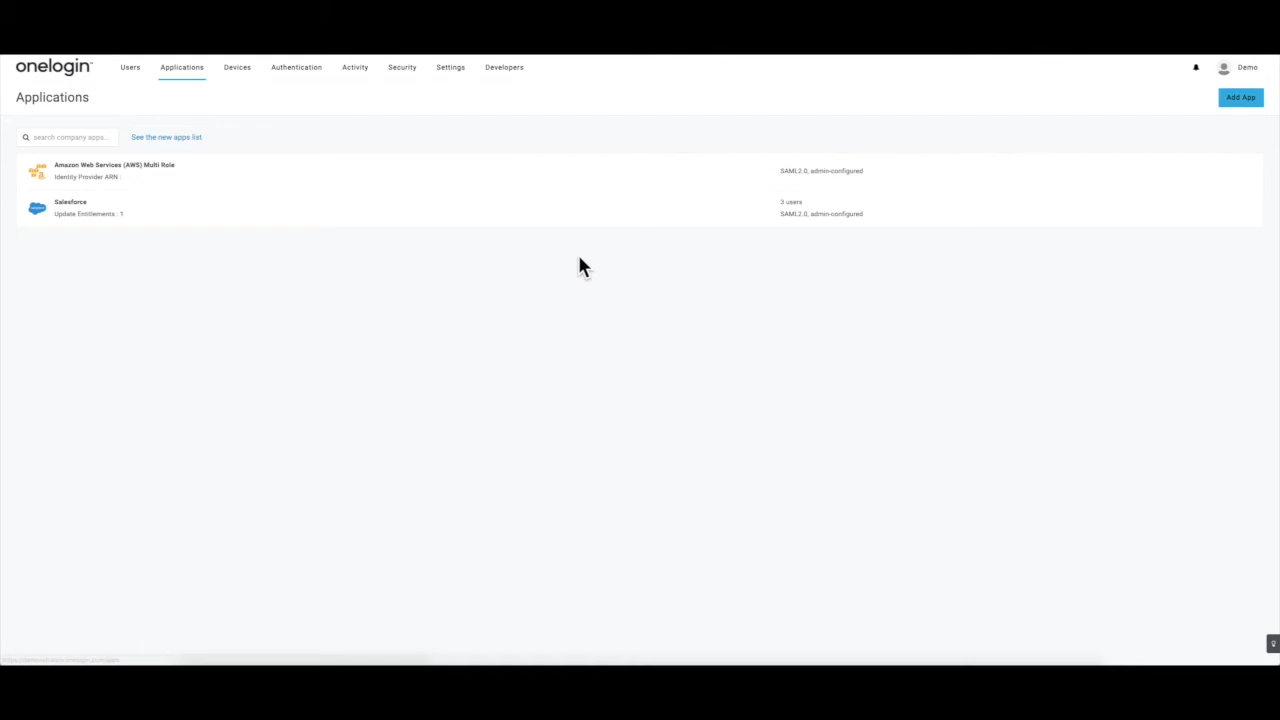 onelogin
Users Applications Devices Authentication Activity Security Settings Developers Demo
Applications
Add App
search company apps...
See the new apps list
Amazon Web Services (AWS) Multi Role
Identity Provider ARN :
SAML2.0, admin-configured
Salesforce
3 users
Update Entitlements : 1
SAML2.0, admin-configured